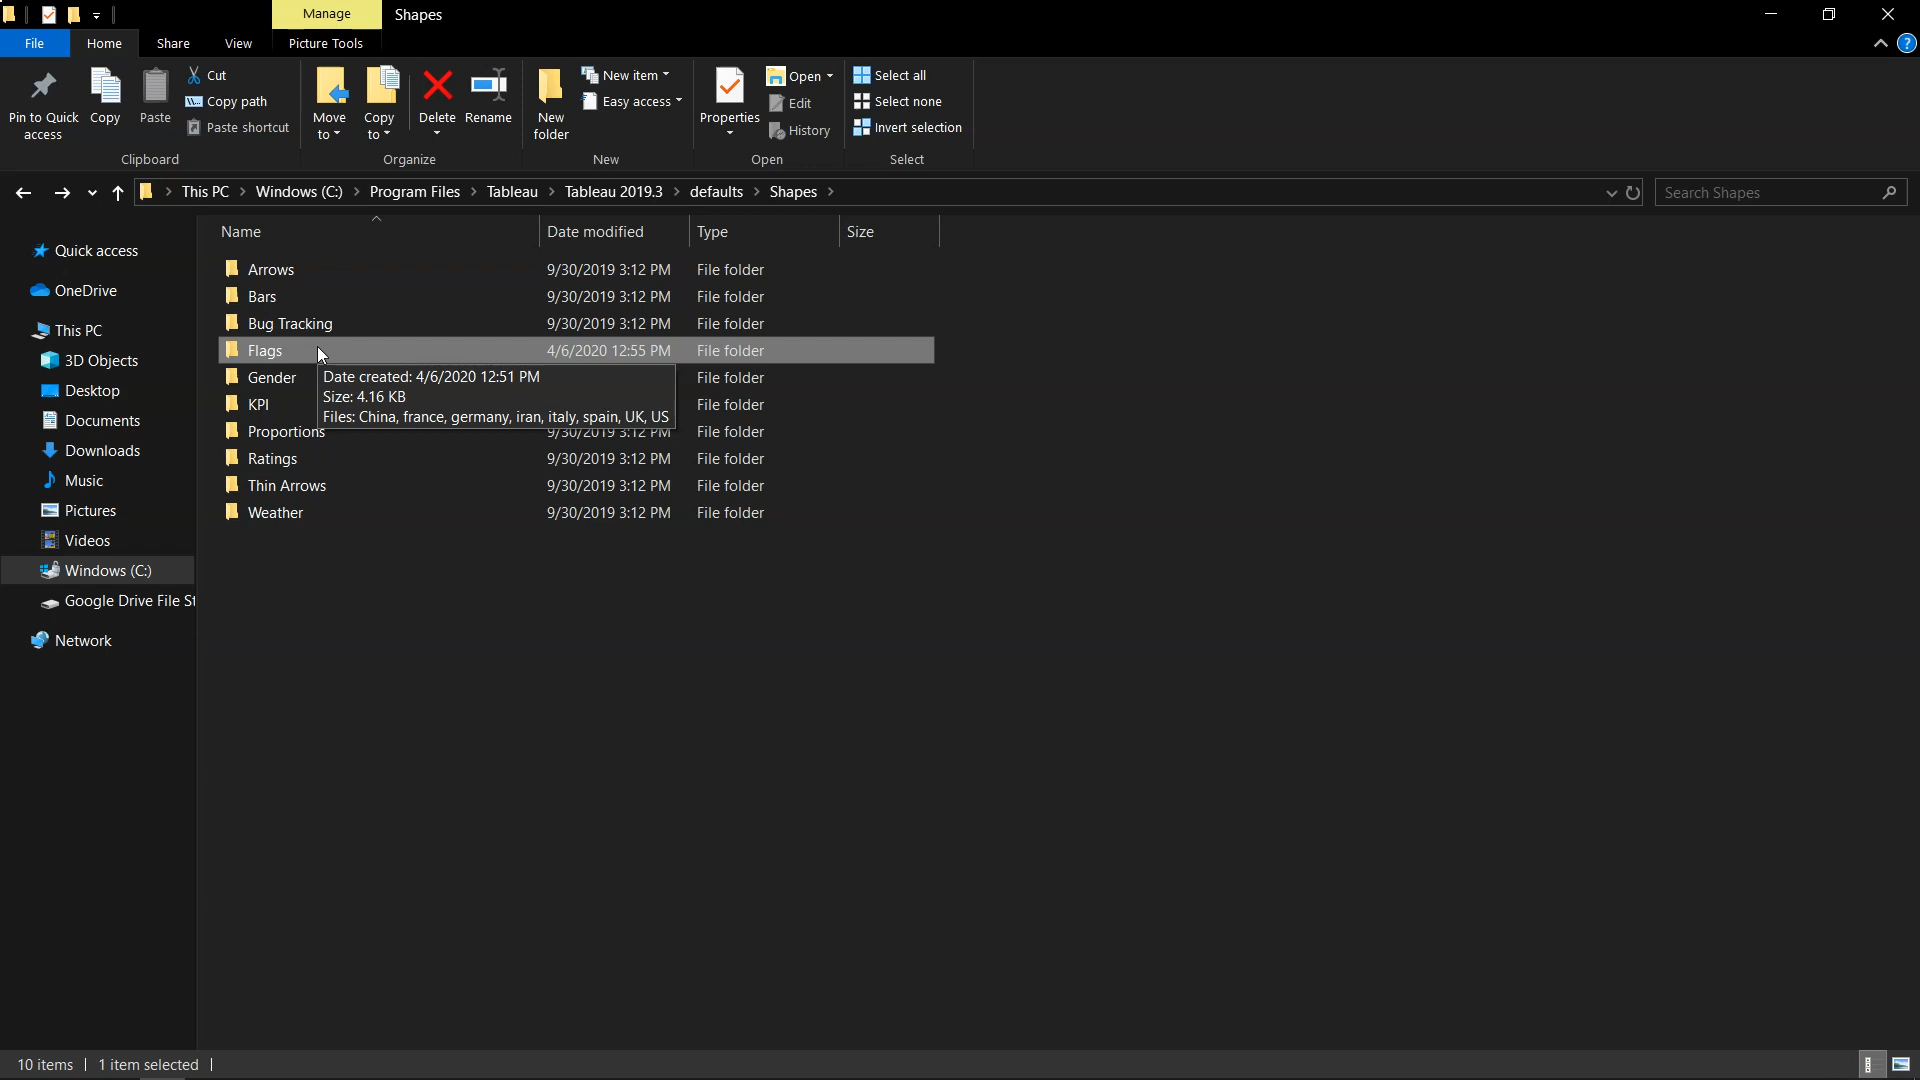 Manage
Shapes
File
Home
Share
View
Picture Tools
?
Pin to Quick access
Copy
Paste
Cut
Copy path
Paste shortcut
Clipboard
Move to
Copy to
Delete
Rename
Organize
New folder
New item
Easy access
New
Properties
Open
Edit
History
Open
Select all
Select none
Invert selection
Select
This PC > Windows (C:) > Program Files > Tableau > Tableau 2019.3 > defaults > Shapes >
Search Shapes
Quick access
OneDrive
This PC
3D Objects
Desktop
Documents
Downloads
Music
Pictures
Videos
Windows (C:)
Google Drive File St
Network
Name Date modified Type Size
Arrows 9/30/2019 3:12 PM File folder
Bars 9/30/2019 3:12 PM File folder
Bug Tracking 9/30/2019 3:12 PM File folder
Flags 4/6/2020 12:55 PM File folder
Gender File folder
Date created: 4/6/2020 12:51 PM
Size: 4.16 KB
Files: China, france, germany, iran, italy, spain, UK, US
KPI File folder
Proportions 9/30/2019 3:12 PM File folder
Ratings 9/30/2019 3:12 PM File folder
Thin Arrows 9/30/2019 3:12 PM File folder
Weather 9/30/2019 3:12 PM File folder
10 items
1 item selected